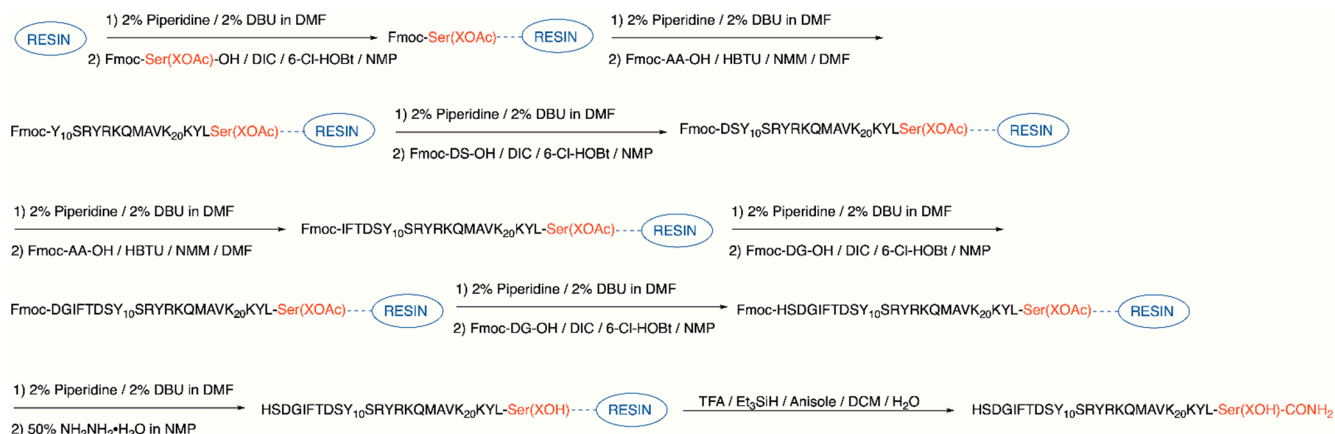 1) 2% Piperidine / 2% DBU in DMF
1) 2% Piperidine / 2% DBU in DMF
RESIN
Fmoc-Ser(XOAc)
RESIN
2) Fmoc-Ser(XOAc)-OH / DIC / 6-Cl-HOBt / NMP
2) Fmoc-AA-OH / HBTU / NMM / DMF
1) 2% Piperidine / 2% DBU in DMF
Fmoc-Y10SRYRKQMAVK20KYLSer(XOAc)
RESIN
Fmoc-DSY10SRYRKQMAVK20KYLSer(XOAc)
RESIN
2) Fmoc-DS-OH / DIC / 6-Cl-HOBt / NMP
1) 2% Piperidine / 2% DBU in DMF
1) 2% Piperidine / 2% DBU in DMF
Fmoc-IFTDSY10SRYRKQMAVK20KYL-Ser(XOAc)
RESIN
2) Fmoc-AA-OH / HBTU / NMM / DMF
2) Fmoc-DG-OH / DIC / 6-Cl-HOBt / NMP
1) 2% Piperidine / 2% DBU in DMF
Fmoc-DGIFTDSY10SRYRKQMAVK20KYL-Ser(XOAc)
RESIN
Fmoc-HSDGIFTDSY10SRYRKQMAVK20KYL-Ser(XOAc)
RESIN
2) Fmoc-DG-OH / DIC / 6-Cl-HOBt / NMP
1) 2% Piperidine / 2% DBU in DMF
HSDGIFTDSY10SRYRKQMAVK20KYL-Ser(XOH)
RESIN
TFA / Et3SiH / Anisole / DCM / H2O
HSDGIFTDSY10SRYRKQMAVK20KYL-Ser(XOH)-CONH2
2) 50% NH2NH2•H2O in NMP